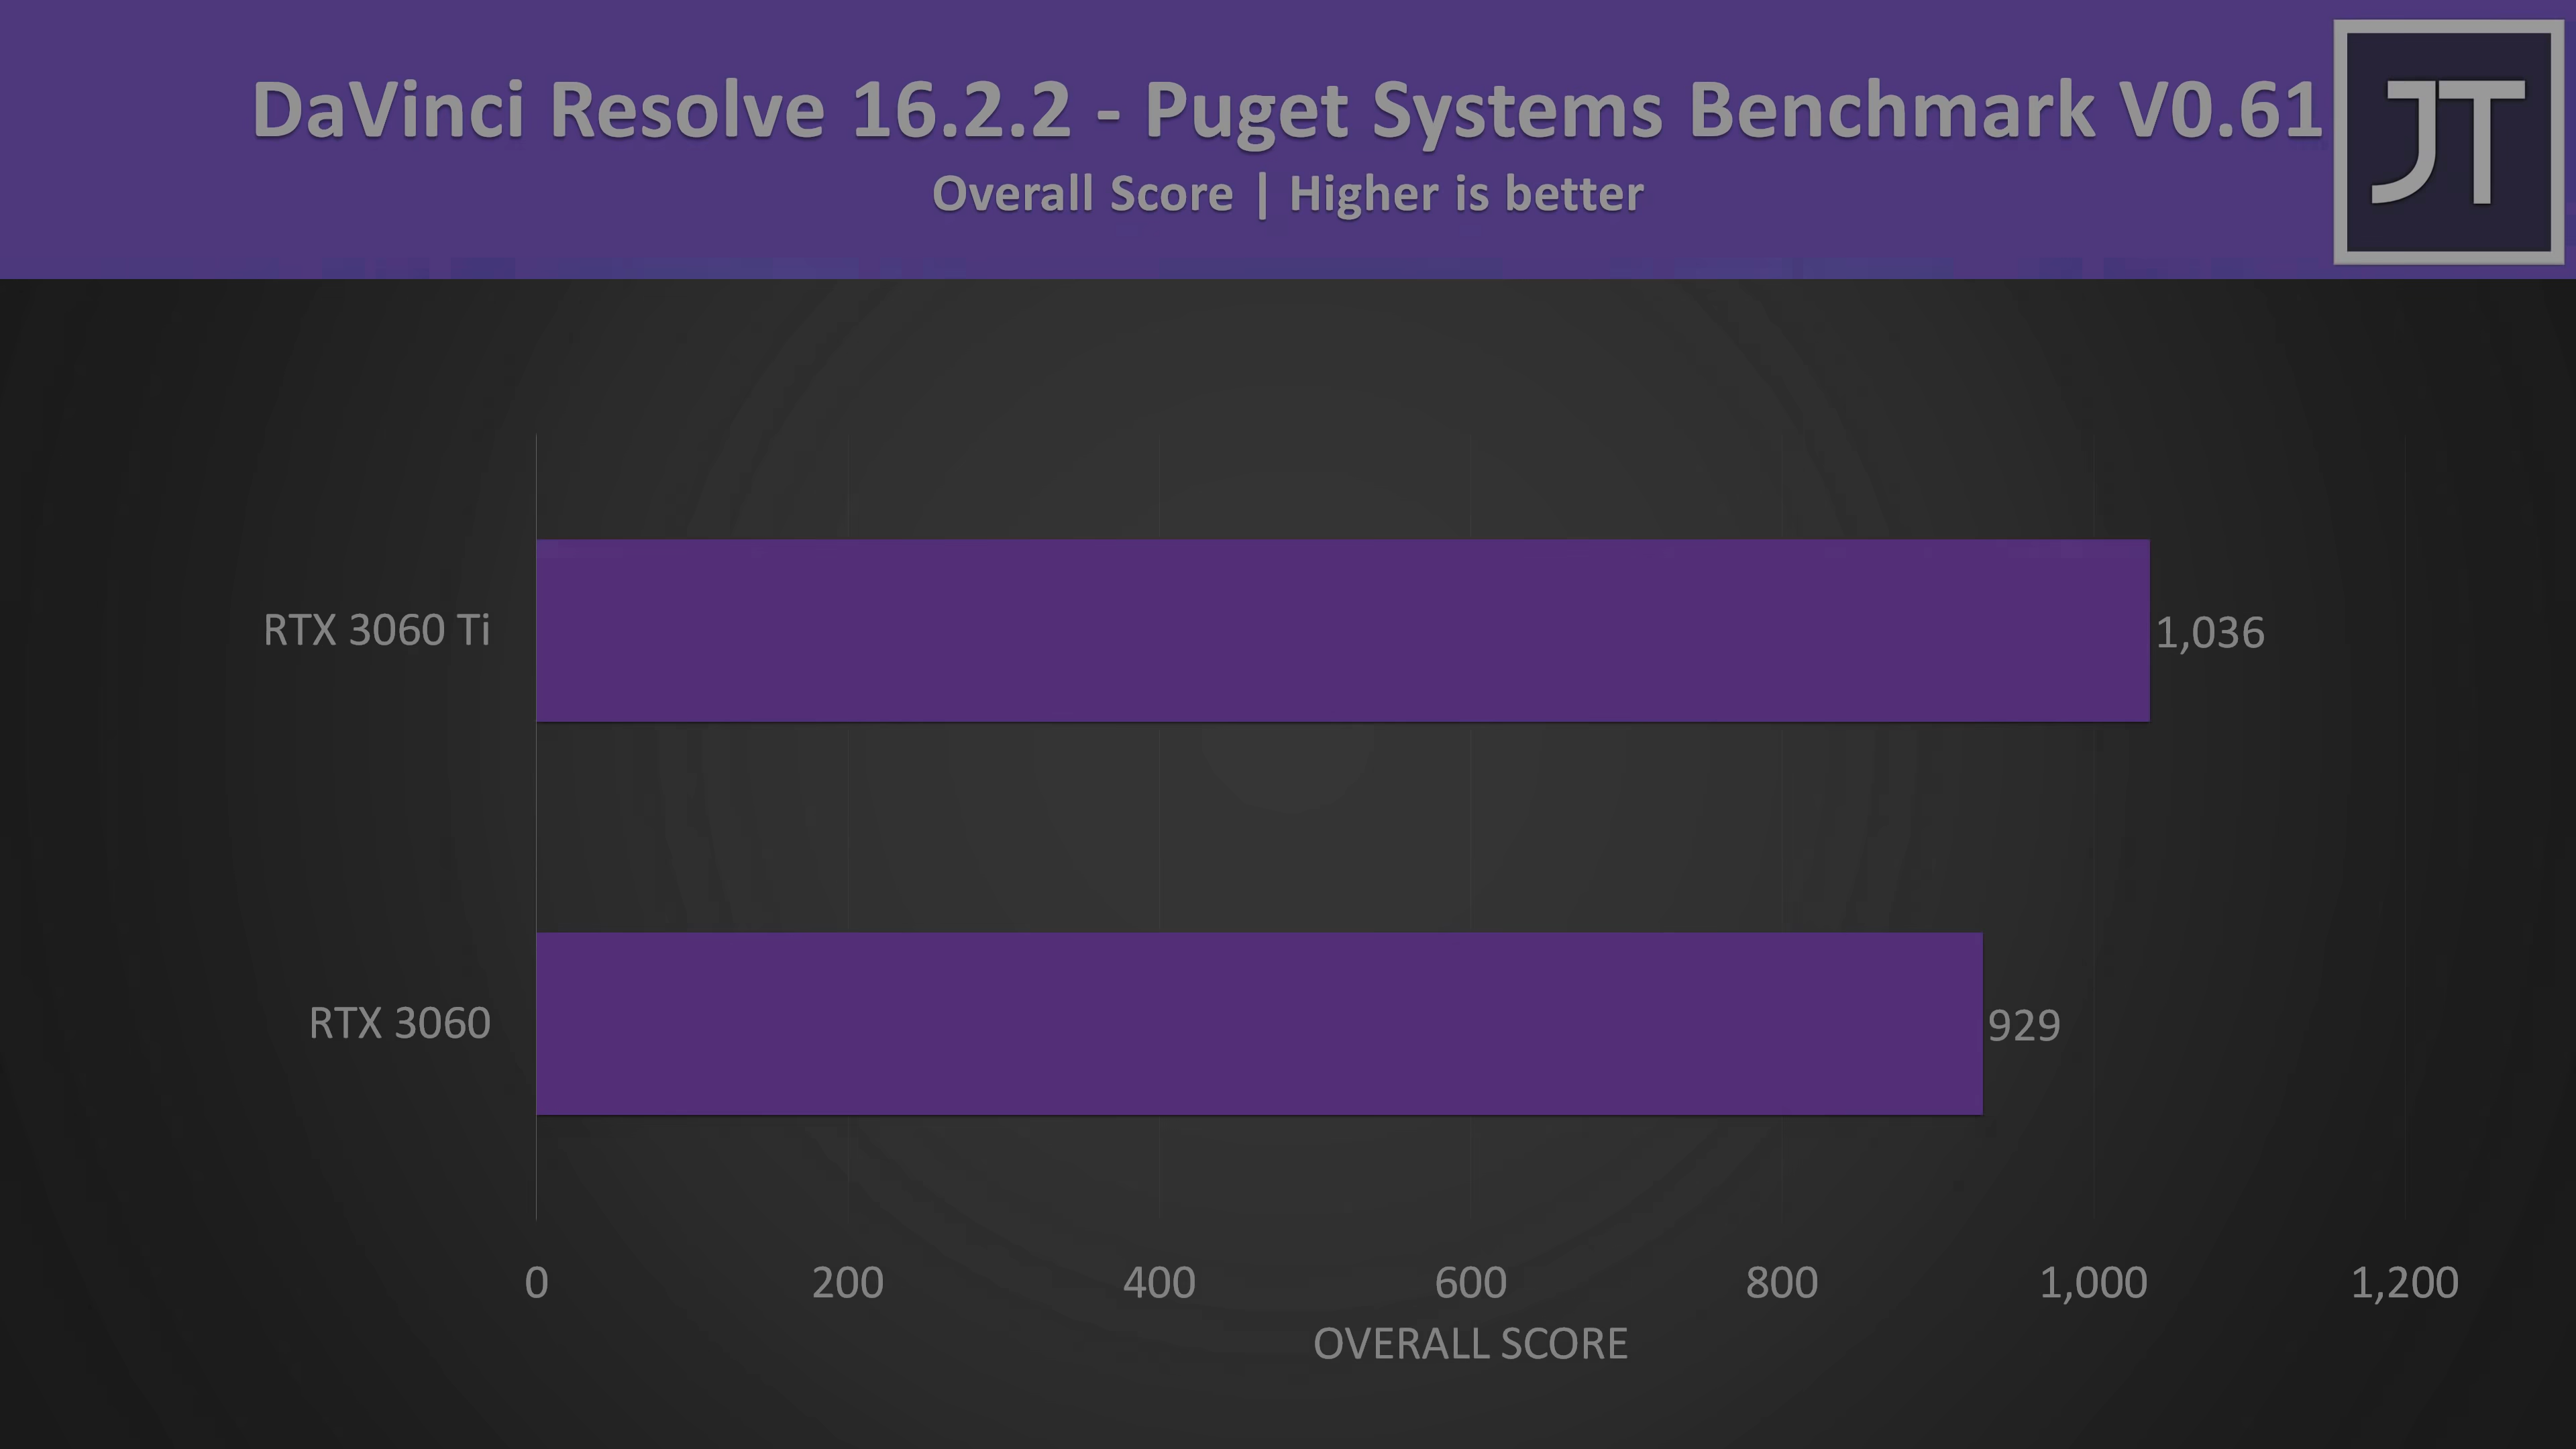 DaVinci Resolve 16.2.2 - Puget Systems Benchmark V0.61
JT
Overall Score | Higher is better
RTX 3060 Ti
1,036
RTX 3060
929
0 200 400 600 800 1,000 1,200
OVERALL SCORE